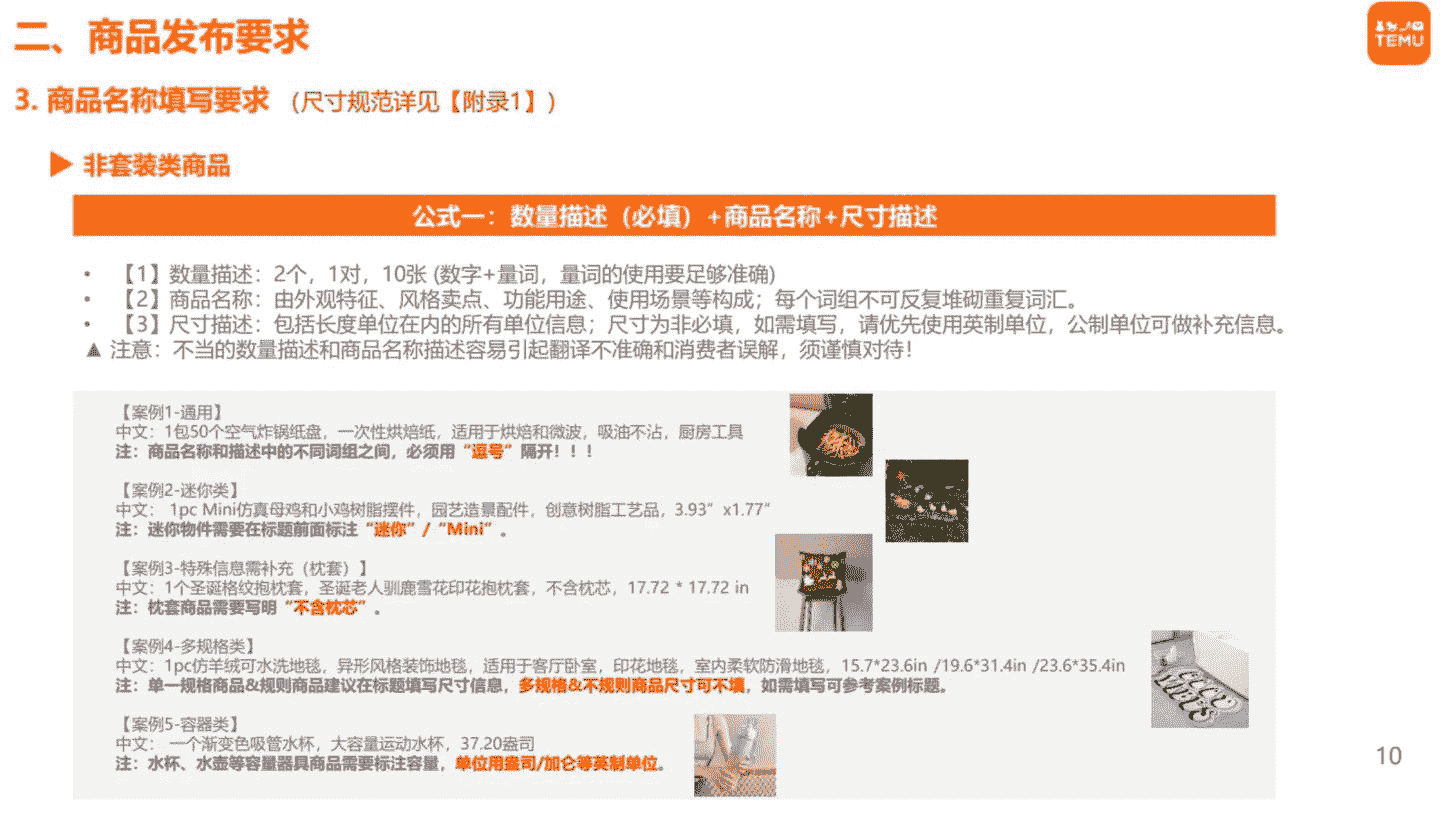 二、商品发布要求
TEMU
3. 商品名称填写要求 (尺寸规范详见【附录1】)
▶ 非套装类商品
公式一：数量描述（必填）+商品名称+尺寸描述
• 【1】数量描述：2个，1对，10张 (数字+量词，量词的使用要足够准确)
• 【2】商品名称：由外观特征、风格卖点、功能用途、使用场景等构成；每个词组不可反复堆砌重复词汇。
• 【3】尺寸描述：包括长度单位在内的所有单位信息；尺寸为非必填，如需填写，请优先使用英制单位，公制单位可做补充信息。
▲ 注意：不当的数量描述和商品名称描述容易引起翻译不准确和消费者误解，须谨慎对待！
【案例1-通用】
中文：1包50个空气炸锅纸盘，一次性烘焙纸，适用于烘焙和微波，吸油不沾，厨房工具
注：商品名称和描述中的不同词组之间，必须用“逗号”隔开！！！
【案例2-迷你类】
中文： 1pc Mini仿真母鸡和小鸡树脂摆件，园艺造景配件，创意树脂工艺品，3.93”x1.77”
注：迷你物件需要在标题前面标注“迷你” / “Mini” 。
【案例3-特殊信息需补充（枕套）】
中文：1个圣诞格纹抱枕套，圣诞老人驯鹿雪花印花抱枕套，不含枕芯，17.72 * 17.72 in
注：枕套商品需要写明“不含枕芯” 。
【案例4-多规格类】
中文：1pc仿羊绒可水洗地毯，异形风格装饰地毯，适用于客厅卧室，印花地毯，室内柔软防滑地毯，15.7*23.6in /19.6*31.4in /23.6*35.4in
注：单一规格商品&规则商品建议在标题填写尺寸信息，多规格&不规则商品尺寸可不填，如需填写可参考案例标题。
【案例5-容器类】
中文： 一个渐变色吸管水杯，大容量运动水杯，37.20盎司
注：水杯、水壶等容量器具商品需要标注容量，单位用盎司/加仑等英制单位。
10